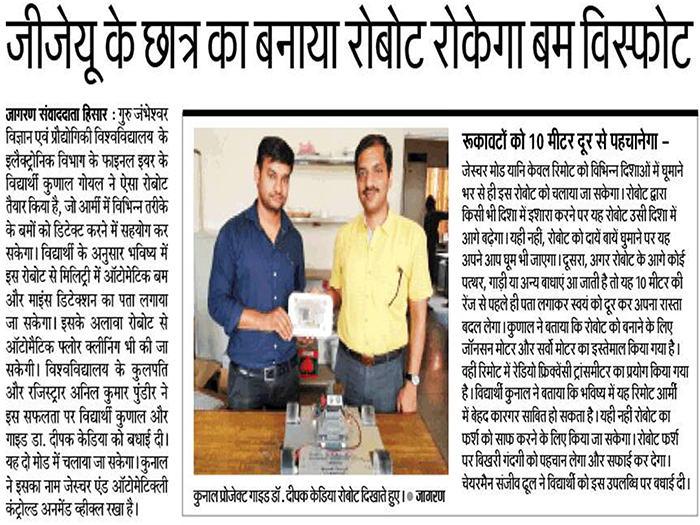 जीजेयू के छात्र का बनाया रोबोट रोकेगा बम विस्फोट
जागरण संवाददाता हिसार : गुरु जंभेश्वर
विज्ञान एवं प्रौद्योगिकी विश्वविद्यालय के
इलैक्ट्रोनिक विभाग के फाइनल इयर के
विद्यार्थी कुणाल गोयल ने ऐसा रोबोट
तैयार किया है, जो आर्मी में विभिन्न तरीके
के बमों को डिटेक्ट करने में सहयोग कर
सकेगा। विद्यार्थी के अनुसार भविष्य में
इस रोबोट से मिलिट्री में ऑटोमेटिक बम
और माइंस डिटेक्शन का पता लगाया
जा सकेगा। इसके अलावा रोबोट से
ऑटोमैटिक फ्लोर क्लीनिंग भी की जा
सकेगी। विश्वविद्यालय के कुलपति
और रजिस्ट्रार अनिल कुमार पुंडीर ने
इस सफलता पर विद्यार्थी कुणाल और
गाइड डा. दीपक केडिया को बधाई दी।
यह दो मोड में चलाया जा सकेगा। कुनाल
ने इसका नाम जेस्चर एंड ऑटोमेटिक्ली
कंट्रोल्ड अनमेंड व्हीकल रखा है।
कुनाल प्रोजेक्ट गाइड डॉ. दीपक केडिया रोबोट दिखाते हुए। ● जागरण
रूकावटों को 10 मीटर दूर से पहचानेगा –
जेस्चर मोड यानि केवल रिमोट को विभिन्न दिशाओं में घूमाने
भर से ही इस रोबोट को चलाया जा सकेगा। रोबोट द्वारा
किसी भी दिशा में इशारा करने पर यह रोबोट उसी दिशा में
आगे बढ़ेगा। यही नही, रोबोट को दायें बायें घुमाने पर यह
अपने आप घूम भी जाएगा। दूसरा, अगर रोबोट के आगे कोई
पत्थर, गाड़ी या अन्य बाधाएं आ जाती है तो यह 10 मीटर की
रेंज से पहले ही पता लगाकर स्वयं को दूर कर अपना रास्ता
बदल लेगा। कुणाल ने बताया कि रोबोट को बनाने के लिए
जॉनसन मोटर और सर्वो मोटर का इस्तेमाल किया गया है।
वही रिमोट में रेडियो फ्रिक्वेंसी ट्रांसमीटर का प्रयोग किया गया
है। विद्यार्थी कुनाल ने बताया कि भविष्य में यह रिमोट आर्मी
में बेहद कारगर साबित हो सकता है। यही नही रोबोट का
फर्श को साफ करने के लिए किया जा सकेगा। रोबोट फर्श
पर बिखरी गंदगी को पहचान लेगा और सफाई कर देगा।
चेयरमैन संजीव दूल ने विद्यार्थी को इस उपलब्धि पर बधाई दी।